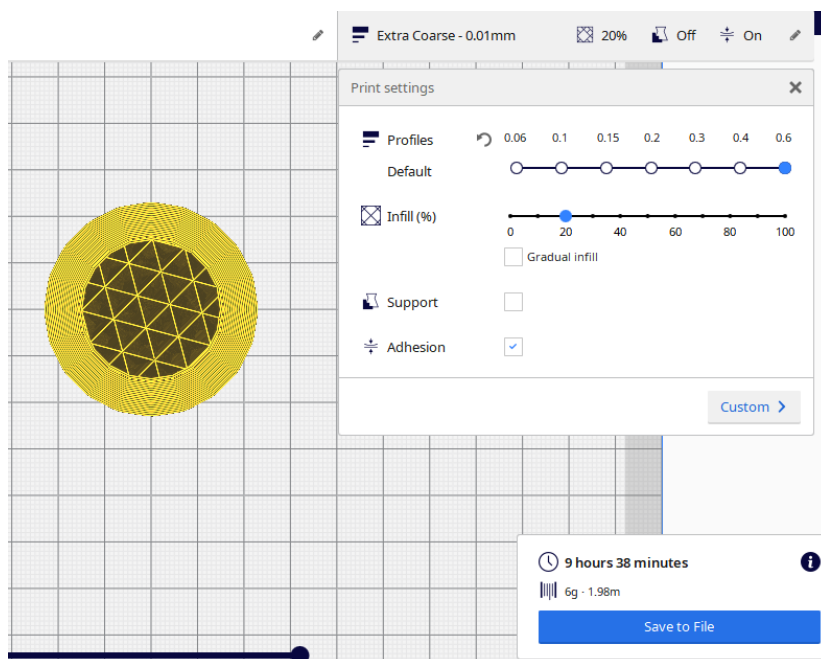 Extra Coarse - 0.01mm 20% Off On
Print settings
Profiles 0.06 0.1 0.15 0.2 0.3 0.4 0.6
Default
Infill (%)
0 20 40 60 80 100
Gradual infill
Support
Adhesion
Custom
9 hours 38 minutes
6g · 1.98m
Save to File